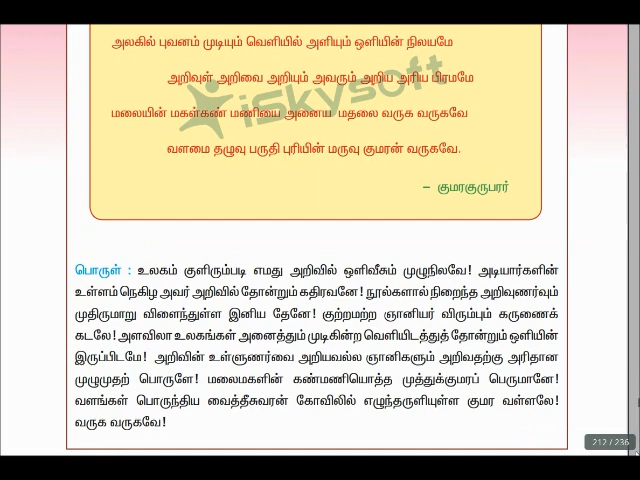 அலகில் புவனம் முடியும் வெளியில் அளியும் ஒளியின் நிலயமே
அறிவுள் அறிவை அறியும் அவரும் அறிய அரிய பிரமமே
மலையின் மகள்கண் மணியை அனைய மதலை வருக வருகவே
வளமை தழுவு பருதி புரியின் மருவு குமரன் வருகவே.
iSkysoft
– குமரகுருபரர்
பொருள் : உலகம் குளிரும்படி எமது அறிவில் ஒளிவீசும் முழுநிலவே! அடியார்களின்
உள்ளம் நெகிழ அவர் அறிவில் தோன்றும் கதிரவனே! நூல்களால் நிறைந்த அறிவுணர்வும்
முதிருமாறு விளைந்துள்ள இனிய தேனே! குற்றமற்ற ஞானியர் விரும்பும் கருணைக்
கடலே! அளவிலா உலகங்கள் அனைத்தும் முடிகின்ற வெளியிடத்துத் தோன்றும் ஒளியின்
இருப்பிடமே! அறிவின் உள்ளுணர்வை அறியவல்ல ஞானிகளும் அறிவதற்கு அரிதான
முழுமுதற் பொருளே! மலைமகளின் கண்மணியொத்த முத்துக்குமரப் பெருமானே!
வளங்கள் பொருந்திய வைத்தீசுவரன் கோவிலில் எழுந்தருளியுள்ள குமர வள்ளலே!
வருக வருகவே!
212 / 236